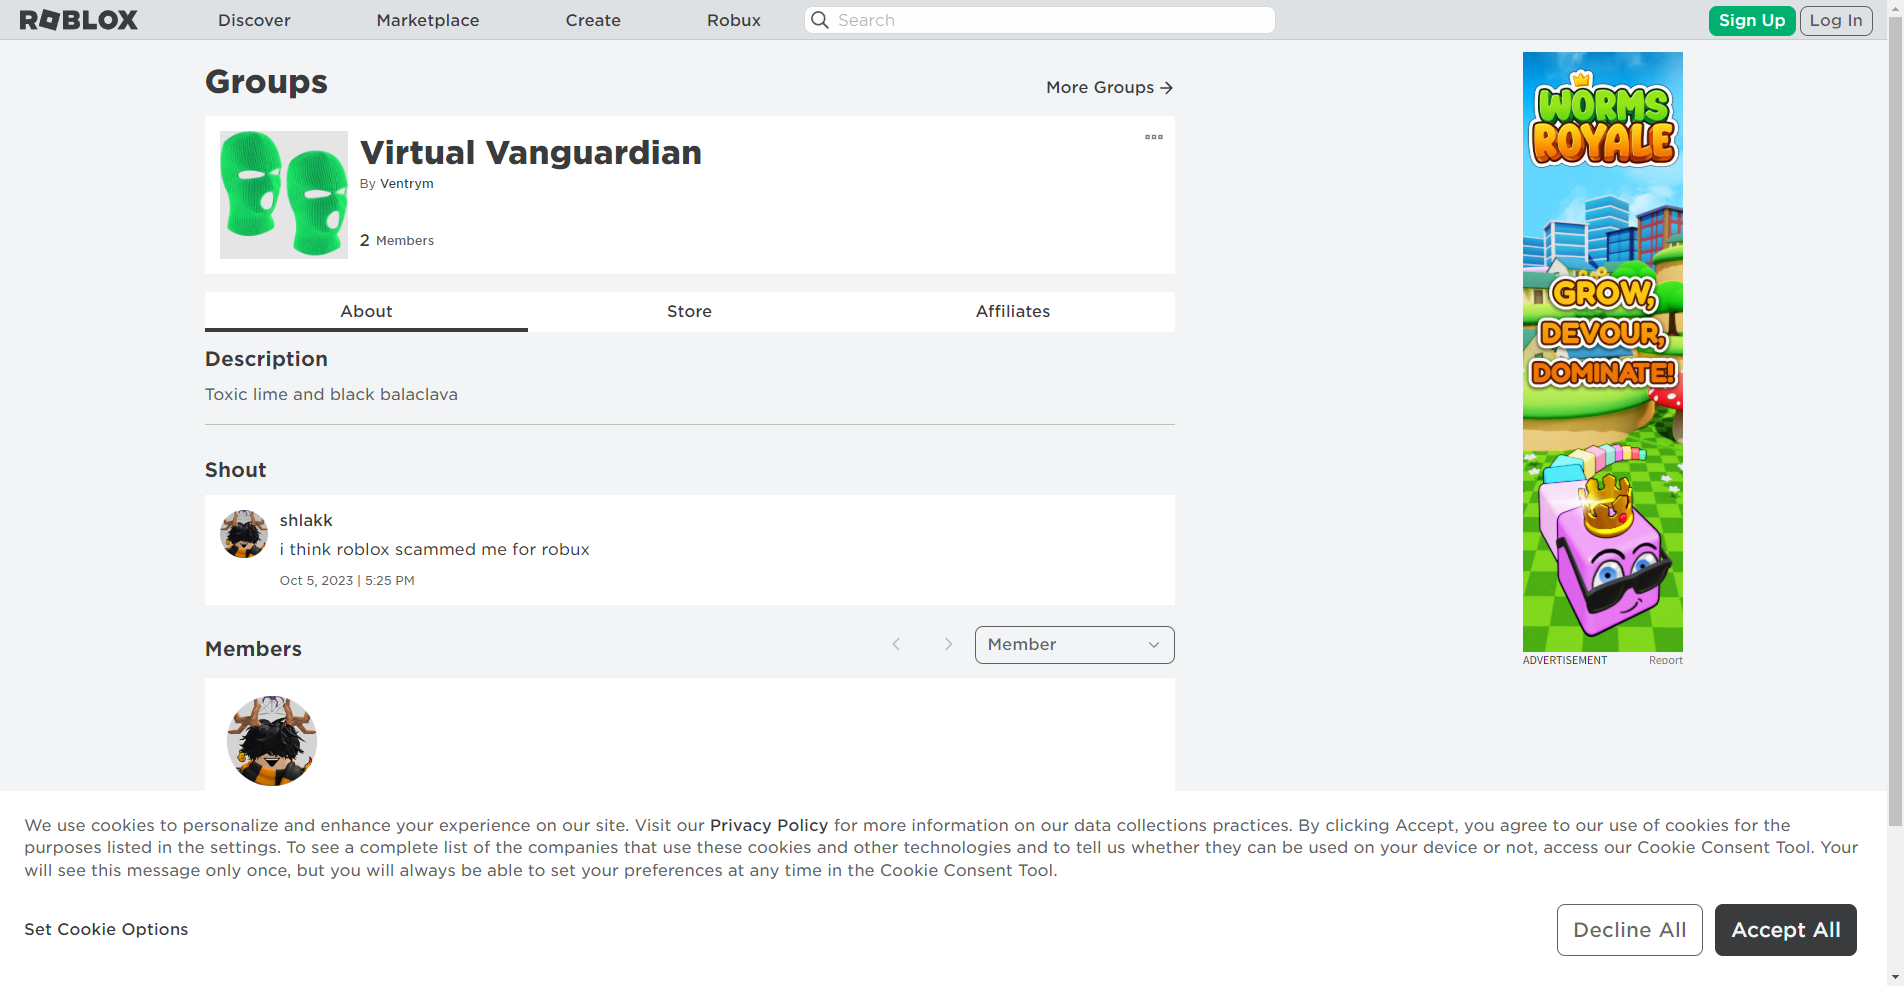 ROBLOX
Discover
Marketplace
Create
Robux
Search
Sign Up
Log In
Groups
More Groups
Virtual Vanguardian
By Ventrym
2 Members
About
Store
Affiliates
Description
Toxic lime and black balaclava
Shout
shlakk
i think roblox scammed me for robux
Oct 5, 2023 | 5:25 PM
Members
Member
WORMS
ROYALE
GROW,
DEVOUR,
DOMINATE!
ADVERTISEMENT
Report
We use cookies to personalize and enhance your experience on our site. Visit our Privacy Policy for more information on our data collections practices. By clicking Accept, you agree to our use of cookies for the
purposes listed in the settings. To see a complete list of the companies that use these cookies and other technologies and to tell us whether they can be used on your device or not, access our Cookie Consent Tool. Your
will see this message only once, but you will always be able to set your preferences at any time in the Cookie Consent Tool.
Set Cookie Options
Decline All
Accept All